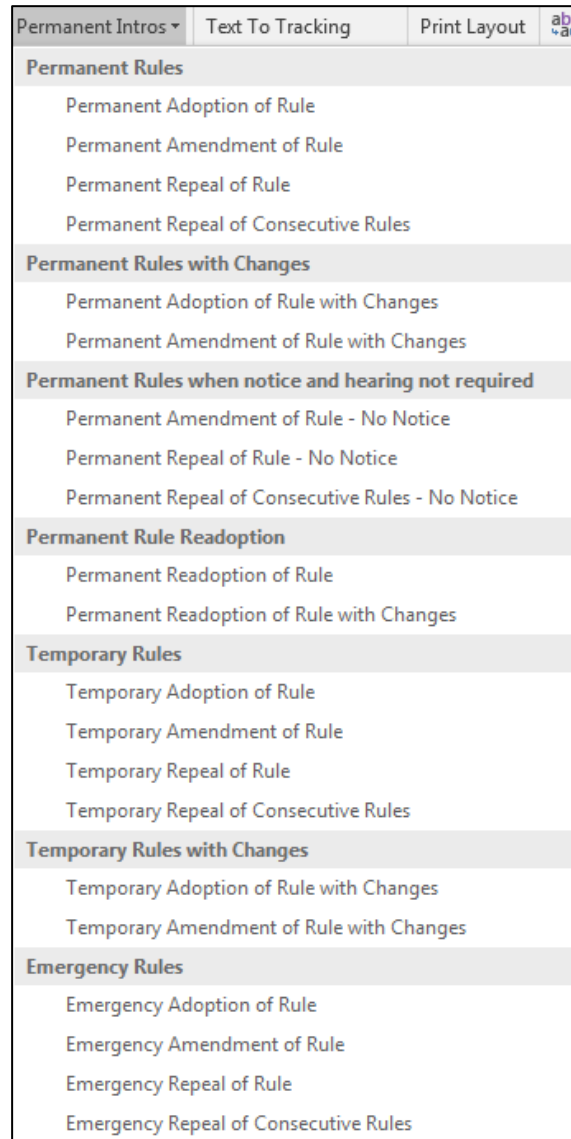 Permanent Intros Text To Tracking Print Layout
Permanent Rules
Permanent Adoption of Rule
Permanent Amendment of Rule
Permanent Repeal of Rule
Permanent Repeal of Consecutive Rules
Permanent Rules with Changes
Permanent Adoption of Rule with Changes
Permanent Amendment of Rule with Changes
Permanent Rules when notice and hearing not required
Permanent Amendment of Rule - No Notice
Permanent Repeal of Rule - No Notice
Permanent Repeal of Consecutive Rules - No Notice
Permanent Rule Readoption
Permanent Readoption of Rule
Permanent Readoption of Rule with Changes
Temporary Rules
Temporary Adoption of Rule
Temporary Amendment of Rule
Temporary Repeal of Rule
Temporary Repeal of Consecutive Rules
Temporary Rules with Changes
Temporary Adoption of Rule with Changes
Temporary Amendment of Rule with Changes
Emergency Rules
Emergency Adoption of Rule
Emergency Amendment of Rule
Emergency Repeal of Rule
Emergency Repeal of Consecutive Rules